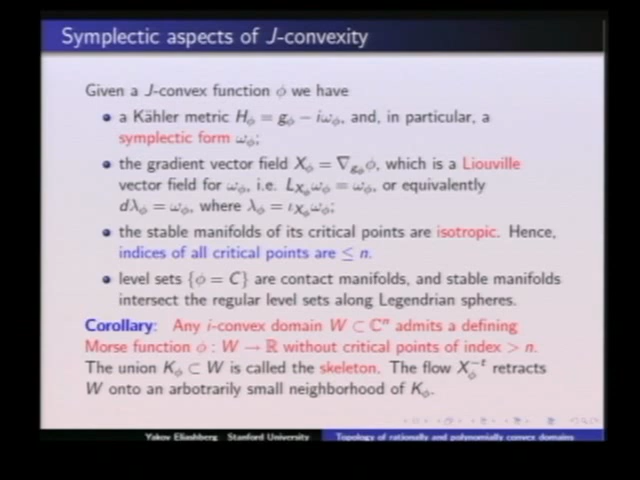 Symplectic aspects of J-convexity
Given a J-convex function ϕ we have
• a Kähler metric H_ϕ = g_ϕ − iω_ϕ, and, in particular, a
symplectic form ω_ϕ;
• the gradient vector field X_ϕ = ∇_{g_ϕ}ϕ, which is a Liouville
vector field for ω_ϕ, i.e. L_{X_ϕ}ω_ϕ = ω_ϕ, or equivalently
dλ_ϕ = ω_ϕ, where λ_ϕ = ι_{X_ϕ}ω_ϕ;
• the stable manifolds of its critical points are isotropic. Hence,
indices of all critical points are ≤ n.
• level sets {ϕ = C} are contact manifolds, and stable manifolds
intersect the regular level sets along Legendrian spheres.
Corollary: Any i-convex domain W ⊂ ℂⁿ admits a defining
Morse function ϕ : W → ℝ without critical points of index > n.
The union K_ϕ ⊂ W is called the skeleton. The flow X_ϕ^{−t} retracts
W onto an arbotrarily small neighborhood of K_ϕ.
Yakov Eliashberg Stanford University Topology of rationally and polynomially convex domains